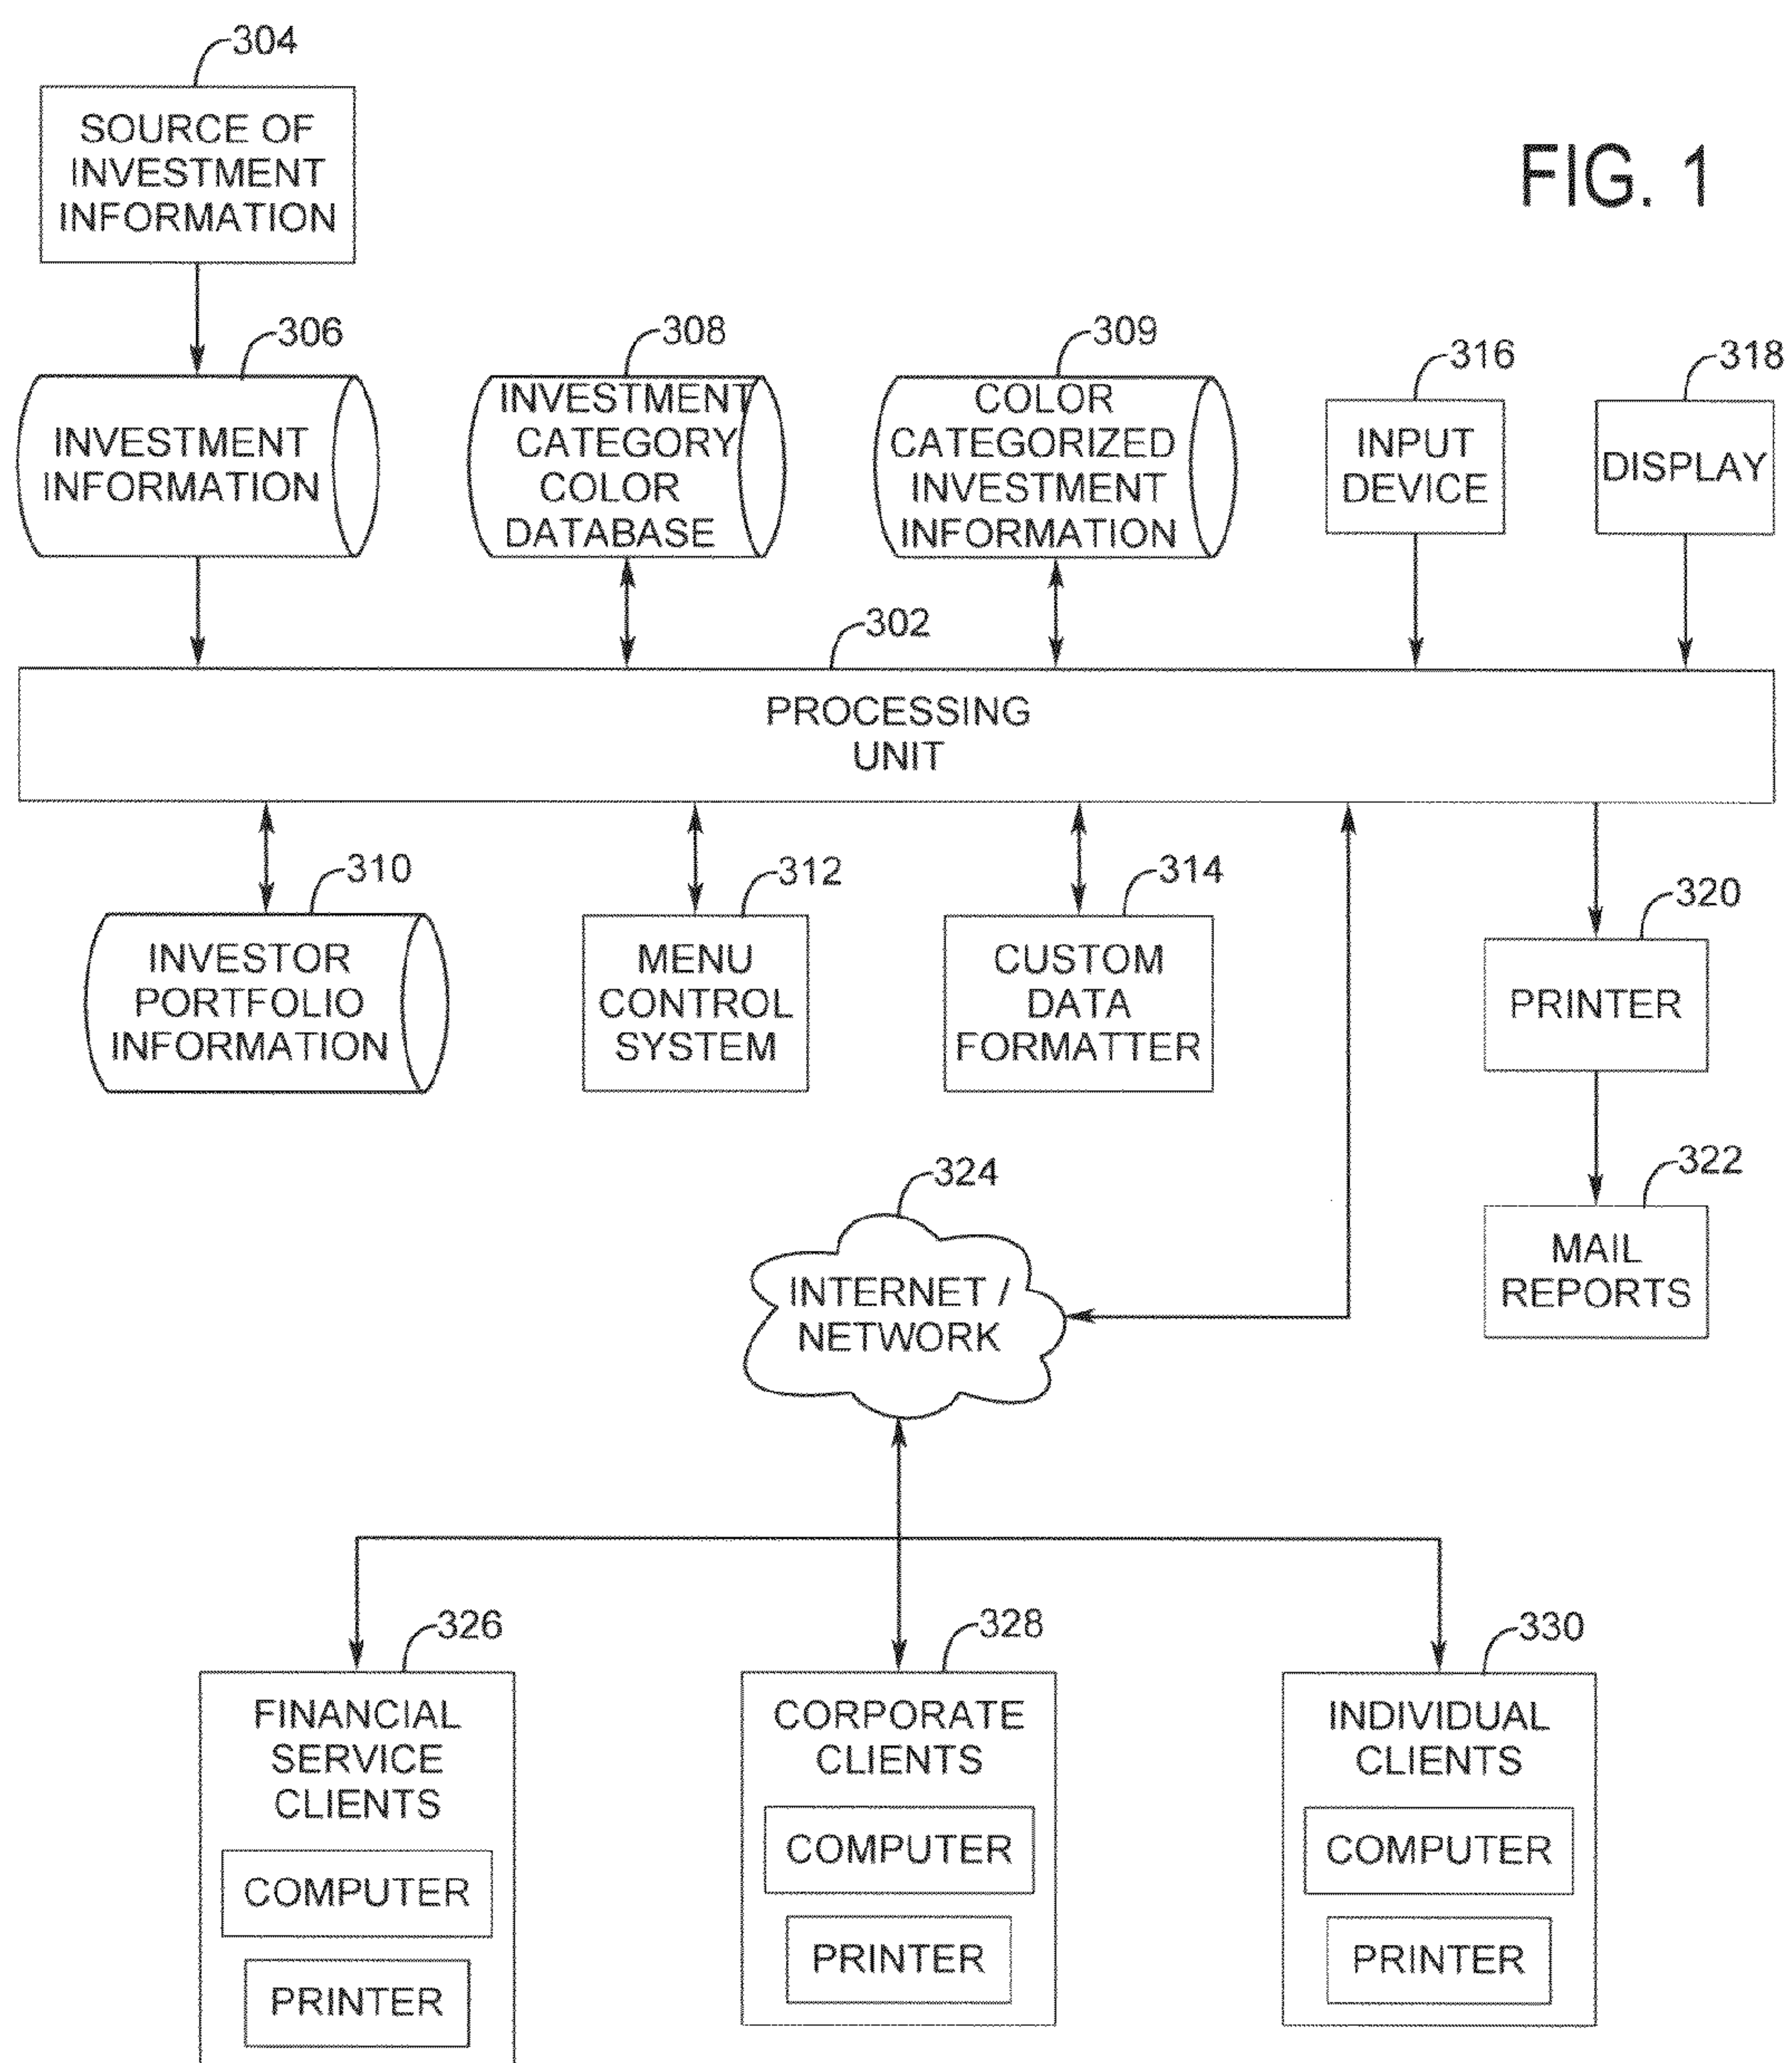 304
SOURCE OF
INVESTMENT
INFORMATION
FIG. 1
306
INVESTMENT
INFORMATION
308
INVESTMENT
CATEGORY
COLOR
DATABASE
309
COLOR
CATEGORIZED
INVESTMENT
INFORMATION
316
INPUT
DEVICE
318
DISPLAY
302
PROCESSING
UNIT
310
INVESTOR
PORTFOLIO
INFORMATION
312
MENU
CONTROL
SYSTEM
314
CUSTOM
DATA
FORMATTER
320
PRINTER
322
MAIL
REPORTS
324
INTERNET /
NETWORK
326
FINANCIAL
SERVICE
CLIENTS
COMPUTER
PRINTER
328
CORPORATE
CLIENTS
COMPUTER
PRINTER
330
INDIVIDUAL
CLIENTS
COMPUTER
PRINTER